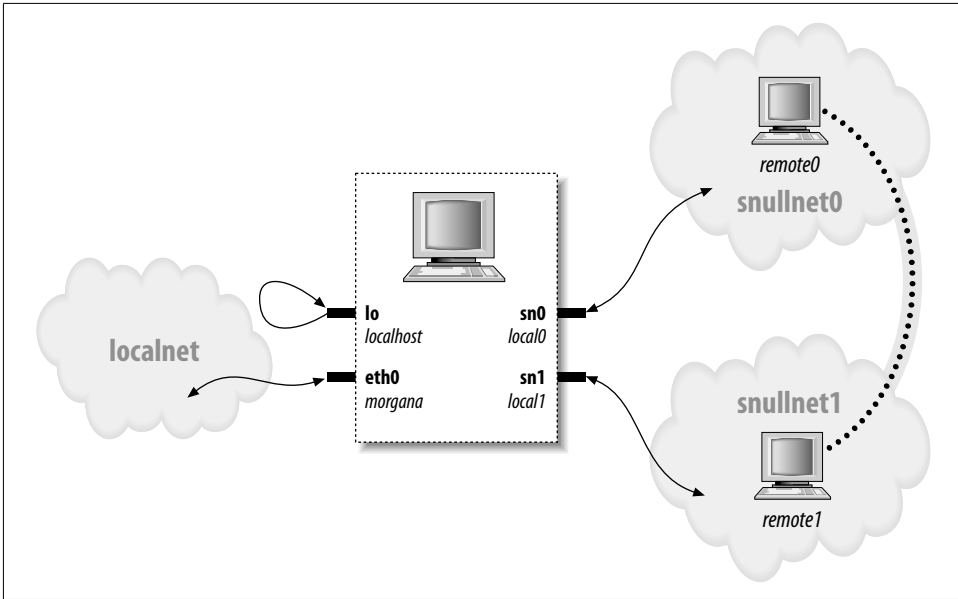 remote0
snullnet0
lo
localhost
eth0
morgana
sn0
local0
sn1
local1
localnet
snullnet1
remote1